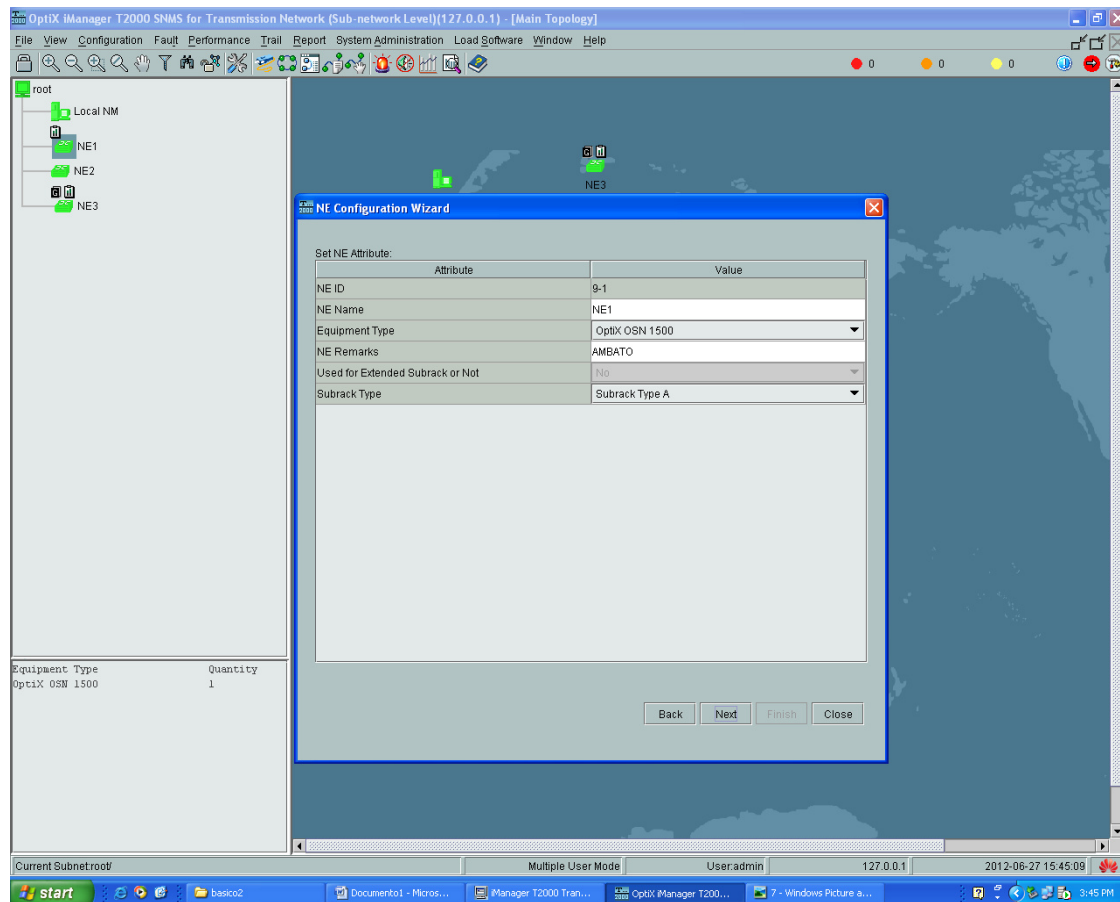 OptiX iManager T2000 SNMS for Transmission Network (Sub-network Level)(127.0.0.1) - [Main Topology]
File View Configuration Fault Performance Trail Report System Administration Load Software Window Help
0 0 0
root
Local NM
NE1
NE2
NE3
NE3
NE Configuration Wizard
Set NE Attribute:
Attribute Value
NE ID 9-1
NE Name NE1
Equipment Type OptiX OSN 1500
NE Remarks AMBATO
Used for Extended Subrack or Not No
Subrack Type Subrack Type A
Back Next Finish Close
Equipment Type Quantity
OptiX OSN 1500 1
Current Subnet:root/ Multiple User Mode User:admin 127.0.0.1 2012-06-27 15:45:09
start basico2 Documento1 - Micros... iManager T2000 Tran... OptiX iManager T200... 7 - Windows Picture a... 3:45 PM